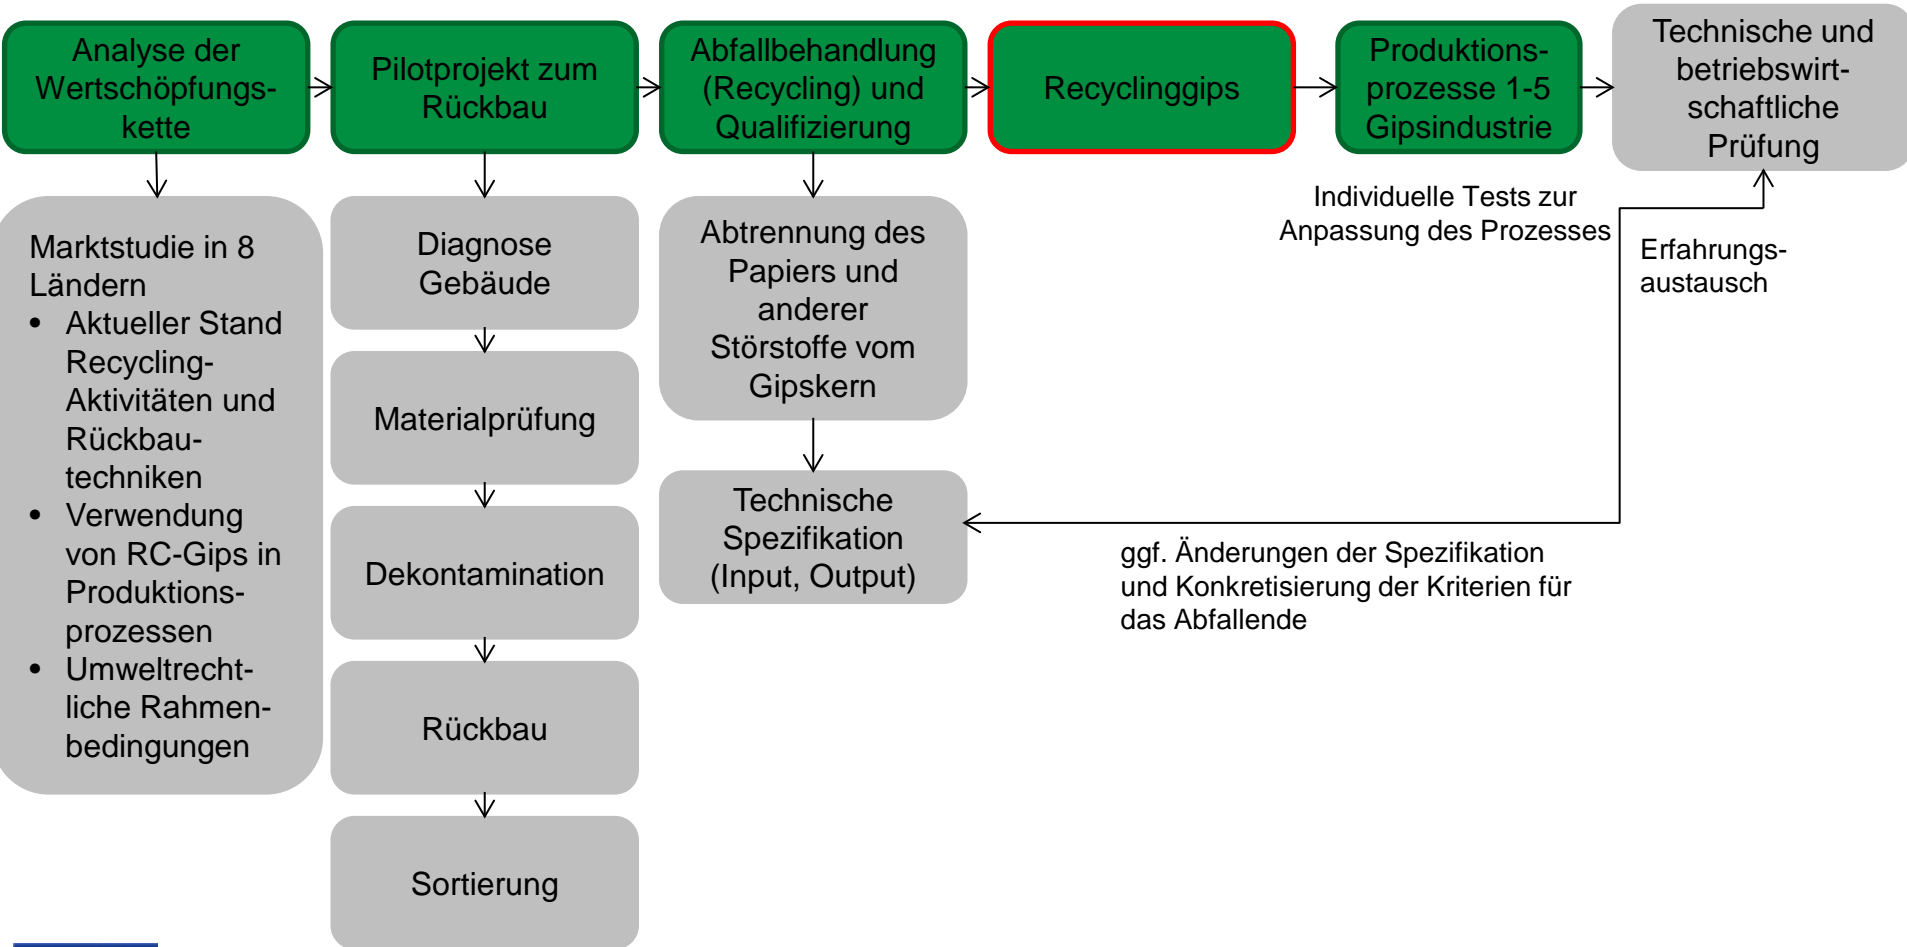 Analyse der
Wertschöpfungs-
kette
Pilotprojekt zum
Rückbau
Abfallbehandlung
(Recycling) und
Qualifizierung
Recyclinggips
Produktions-
prozesse 1-5
Gipsindustrie
Technische und
betriebswirt-
schaftliche
Prüfung
Marktstudie in 8
Ländern
• Aktueller Stand
Recycling-
Aktivitäten und
Rückbau-
techniken
• Verwendung
von RC-Gips in
Produktions-
prozessen
• Umweltrecht-
liche Rahmen-
bedingungen
Diagnose
Gebäude
Materialprüfung
Dekontamination
Rückbau
Sortierung
Abtrennung des
Papiers und
anderer
Störstoffe vom
Gipskern
Technische
Spezifikation
(Input, Output)
Individuelle Tests zur
Anpassung des Prozesses
Erfahrungs-
austausch
ggf. Änderungen der Spezifikation
und Konkretisierung der Kriterien für
das Abfallende